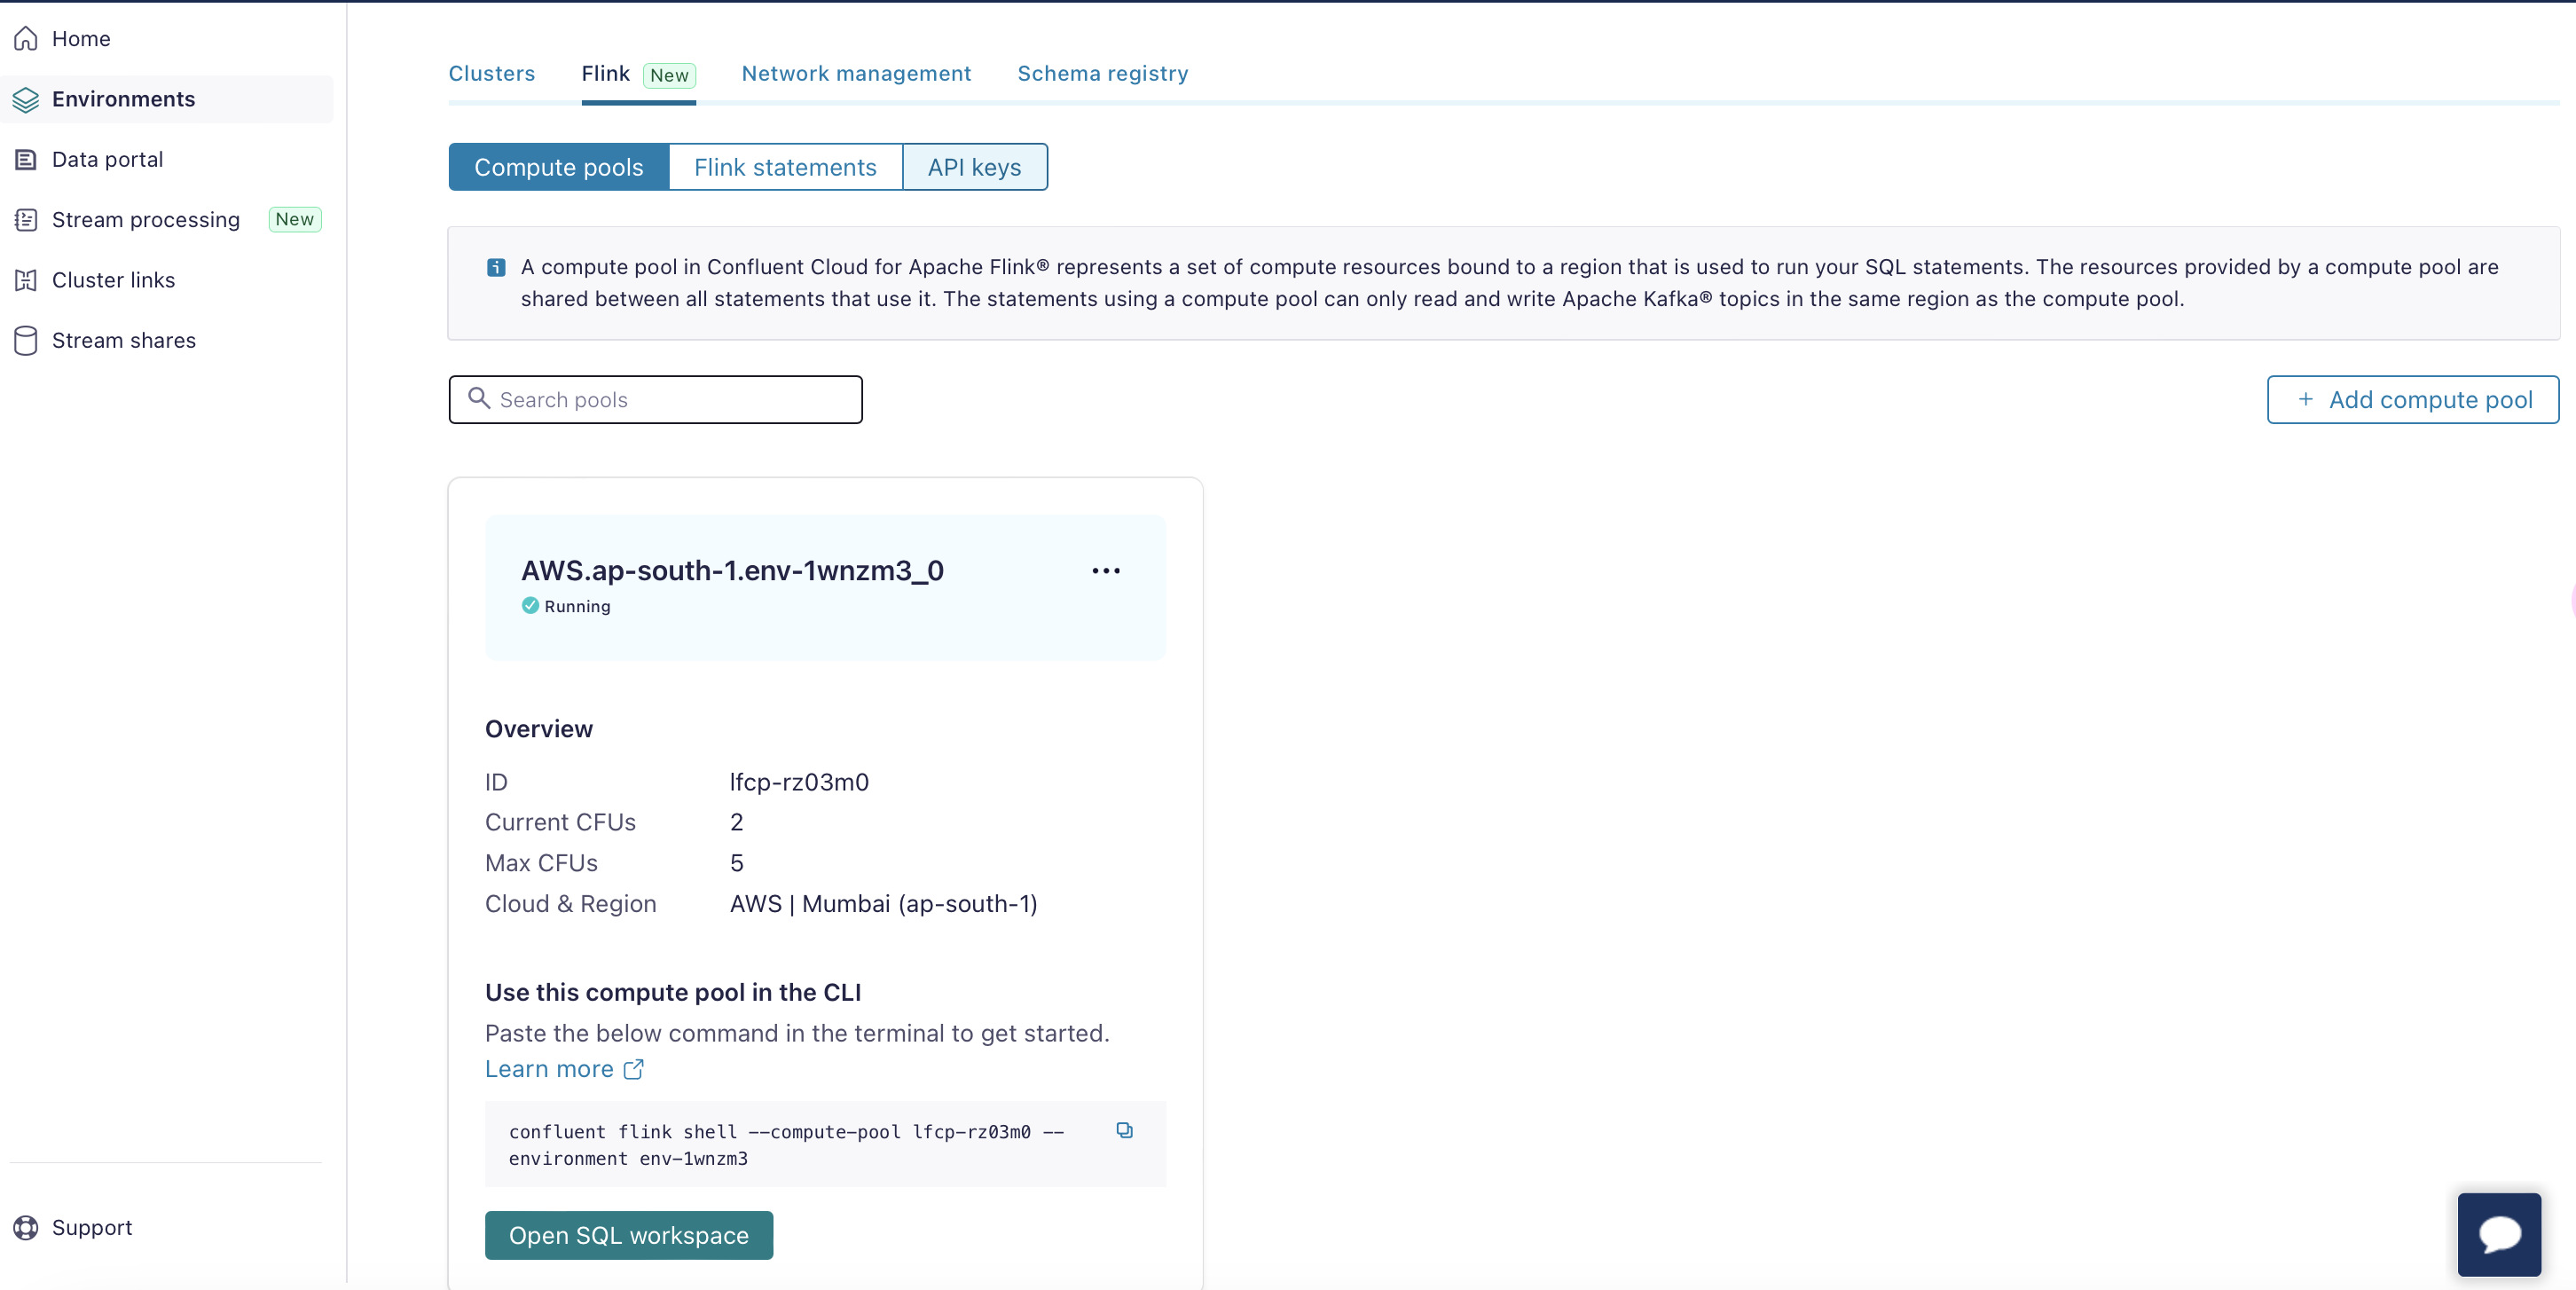 Home
Environments
Data portal
Stream processing New
Cluster links
Stream shares
Support
Clusters Flink New Network management Schema registry
Compute pools Flink statements API keys
A compute pool in Confluent Cloud for Apache Flink® represents a set of compute resources bound to a region that is used to run your SQL statements. The resources provided by a compute pool are
shared between all statements that use it. The statements using a compute pool can only read and write Apache Kafka® topics in the same region as the compute pool.
Search pools
+ Add compute pool
AWS.ap-south-1.env-1wnzm3_0
Running
Overview
ID lfcp-rz03m0
Current CFUs 2
Max CFUs 5
Cloud & Region AWS | Mumbai (ap-south-1)
Use this compute pool in the CLI
Paste the below command in the terminal to get started.
Learn more
confluent flink shell --compute-pool lfcp-rz03m0 --
environment env-1wnzm3
Open SQL workspace